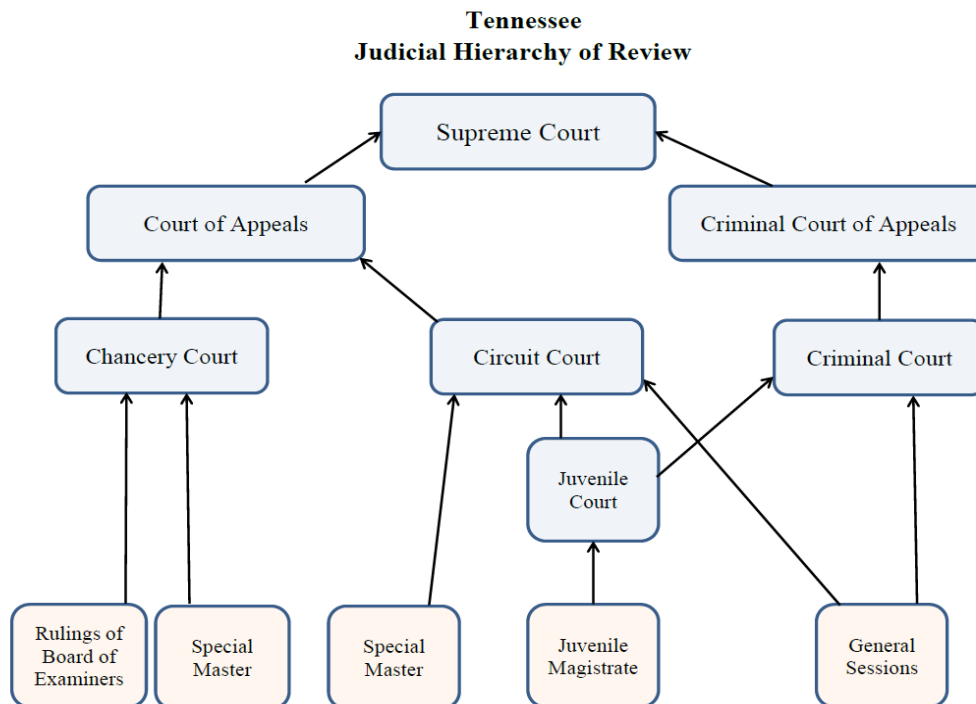 Tennessee
Judicial Hierarchy of Review
Supreme Court
Court of Appeals
Criminal Court of Appeals
Chancery Court
Circuit Court
Criminal Court
Juvenile
Court
Rulings of
Board of
Examiners
Special
Master
Special
Master
Juvenile
Magistrate
General
Sessions